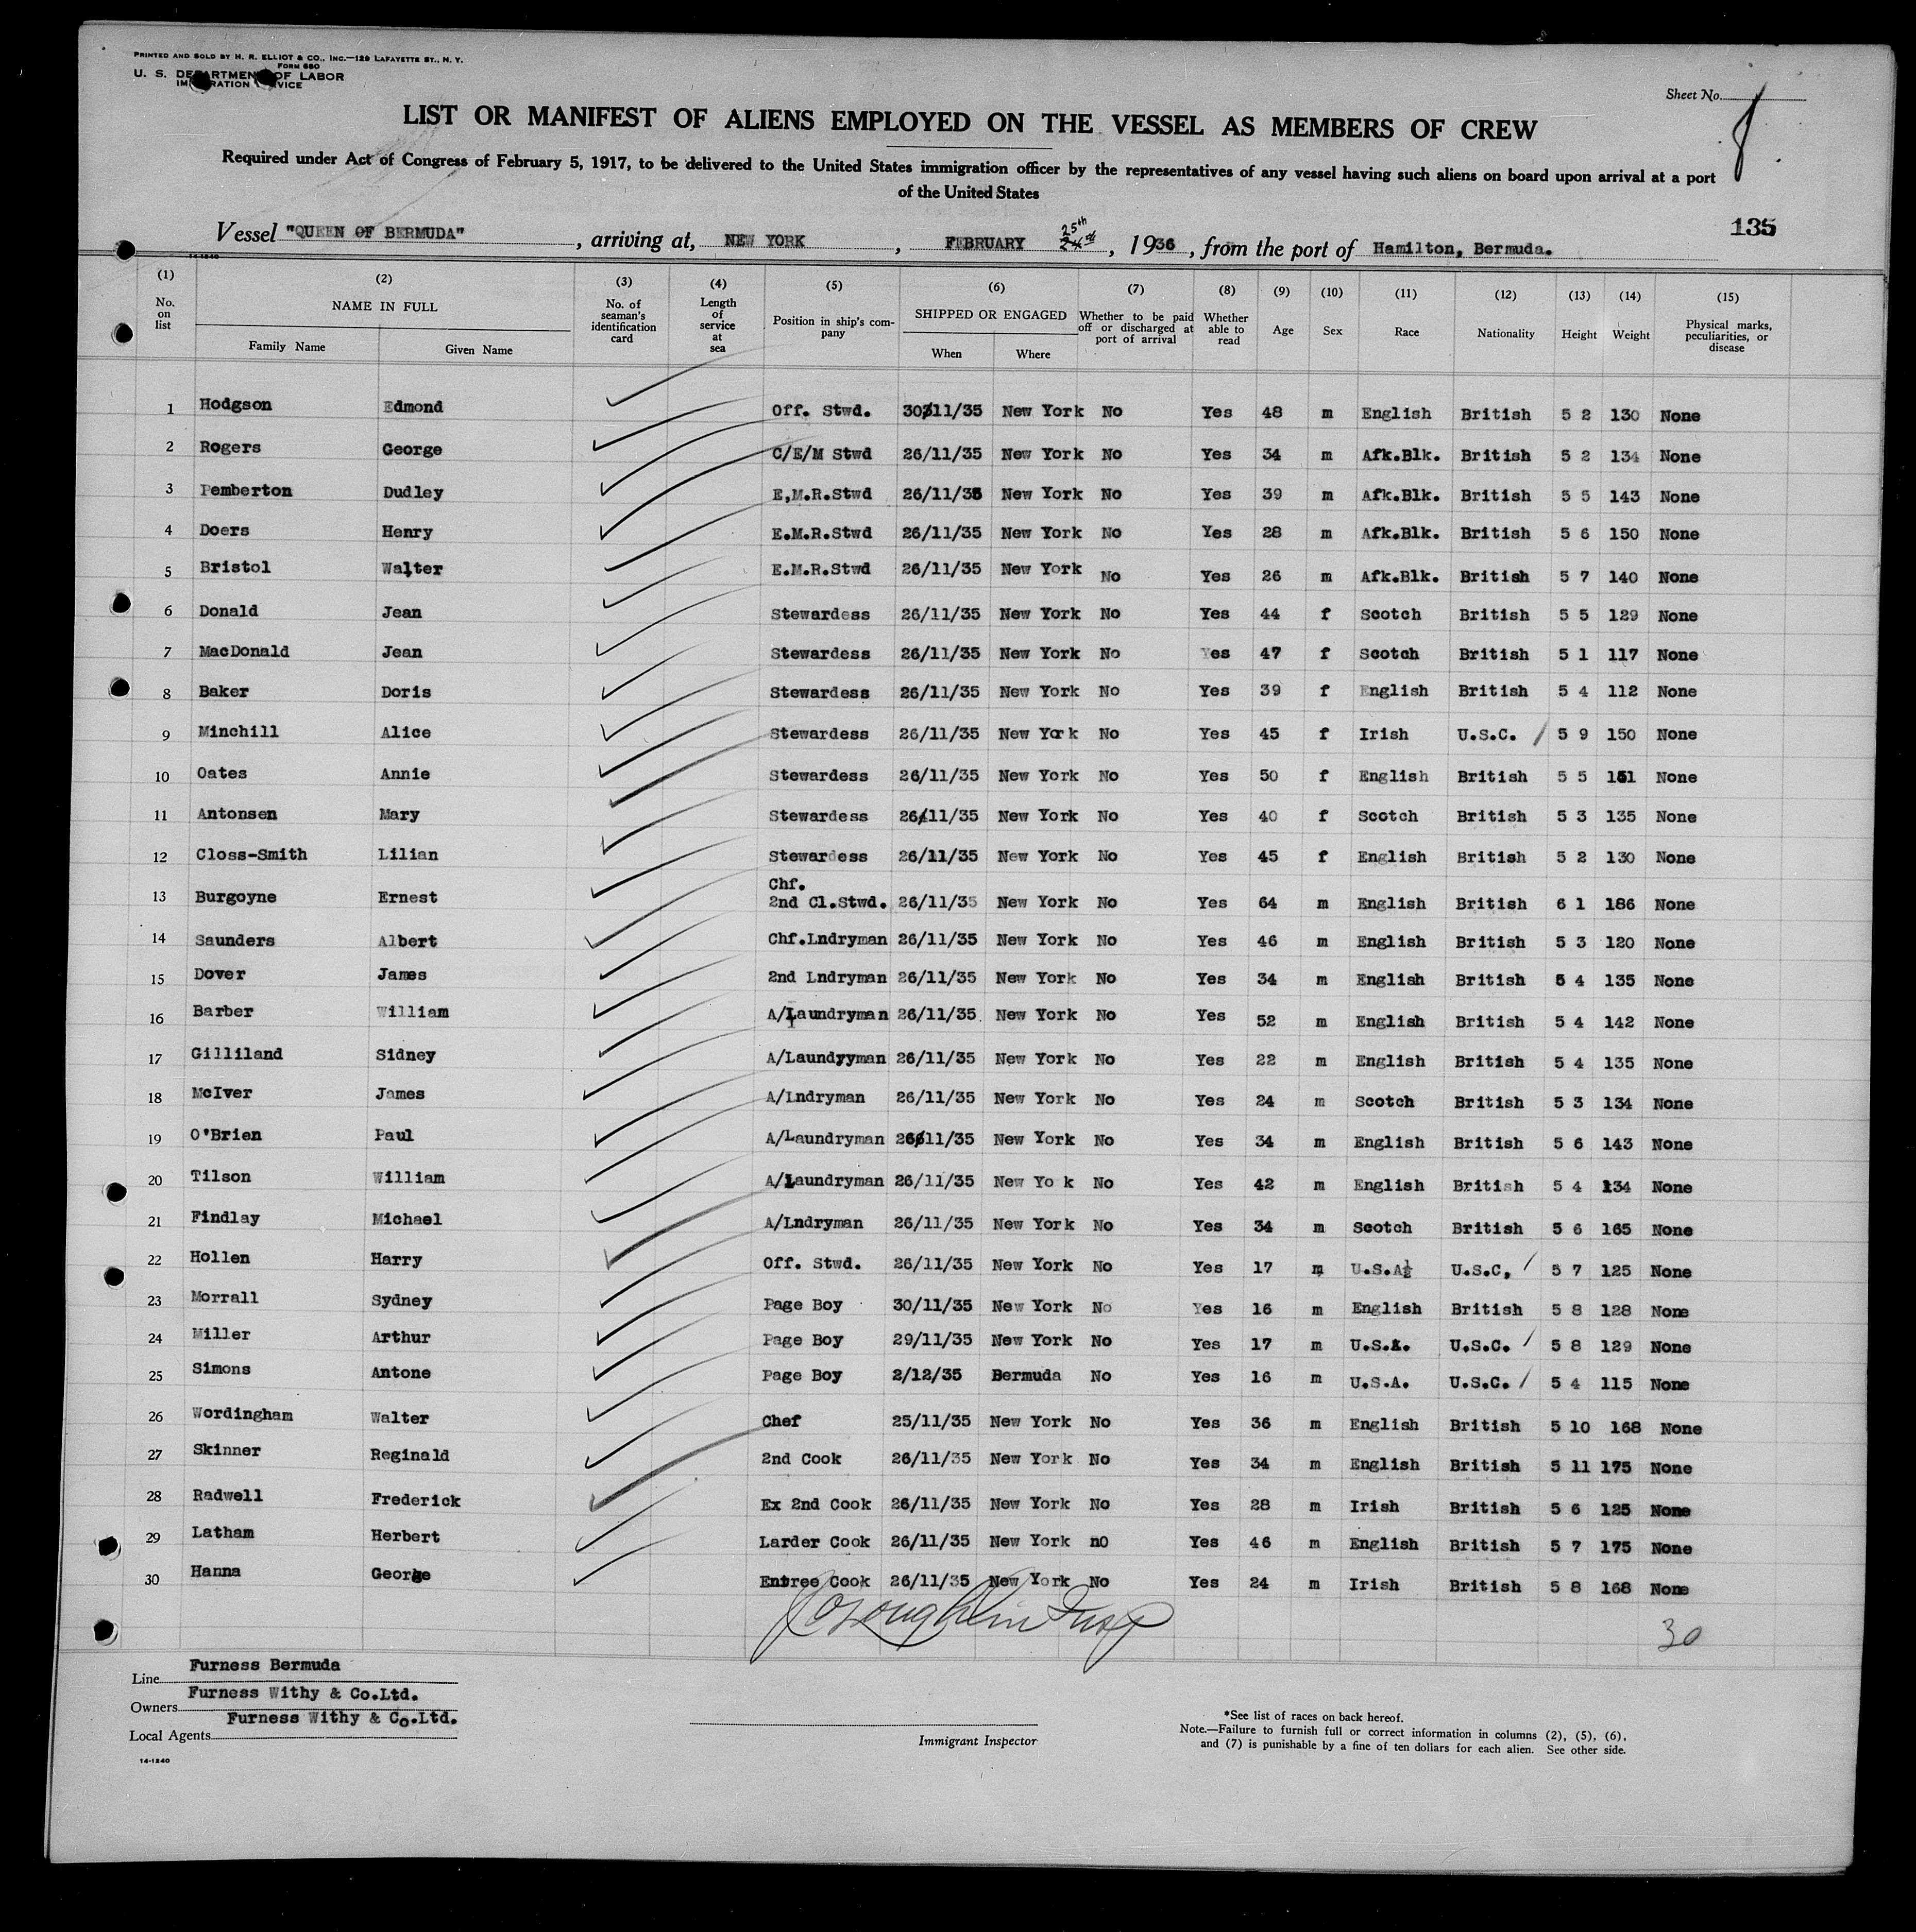 PRINTED AND SOLD BY H. R. ELLIOT & CO., INC.—129 LAFAYETTE ST., N. Y.
FORM 680
U. S. DEPARTMENT OF LABOR
IMMIGRATION SERVICE
Sheet No.
8
LIST OR MANIFEST OF ALIENS EMPLOYED ON THE VESSEL AS MEMBERS OF CREW
Required under Act of Congress of February 5, 1917, to be delivered to the United States immigration officer by the representatives of any vessel having such aliens on board upon arrival at a port
of the United States
135
Vessel "QUEEN OF BERMUDA", arriving at, NEW YORK, FEBRUARY 25th 24th, 1936, from the port of Hamilton, Bermuda.
14-1240
(1) No. on list (2) NAME IN FULL Family Name Given Name (3) No. of seaman's identification card (4) Length of service at sea (5) Position in ship's company (6) SHIPPED OR ENGAGED When Where (7) Whether to be paid off or discharged at port of arrival (8) Whether able to read (9) Age (10) Sex (11) Race (12) Nationality (13) Height (14) Weight (15) Physical marks, peculiarities, or disease
1 Hodgson Edmond Off. Stwd. 30/11/35 New York No Yes 48 m English British 5 2 130 None
2 Rogers George C/E/M Stwd 26/11/35 New York No Yes 34 m Afk.Blk. British 5 2 134 None
3 Pemberton Dudley E,M.R.Stwd 26/11/35 New York No Yes 39 m Afk.Blk. British 5 5 143 None
4 Doers Henry E.M.R.Stwd 26/11/35 New York No Yes 28 m Afk.Blk. British 5 6 150 None
5 Bristol Walter E.M.R.Stwd 26/11/35 New York No Yes 26 m Afk.Blk. British 5 7 140 None
6 Donald Jean Stewardess 26/11/35 New York No Yes 44 f Scotch British 5 5 129 None
7 MacDonald Jean Stewardess 26/11/35 New York No Yes 47 f Scotch British 5 1 117 None
8 Baker Doris Stewardess 26/11/35 New York No Yes 39 f English British 5 4 112 None
9 Minchill Alice Stewardess 26/11/35 New York No Yes 45 f Irish U.S.C. / 5 9 150 None
10 Oates Annie Stewardess 26/11/35 New York No Yes 50 f English British 5 5 151 None
11 Antonsen Mary Stewardess 26/11/35 New York No Yes 40 f Scotch British 5 3 135 None
12 Closs-Smith Lilian Stewardess 26/11/35 New York No Yes 45 f English British 5 2 130 None
13 Burgoyne Ernest Chf. 2nd Cl.Stwd. 26/11/35 New York No Yes 64 m English British 6 1 186 None
14 Saunders Albert Chf.Lndryman 26/11/35 New York No Yes 46 m English British 5 3 120 None
15 Dover James 2nd Lndryman 26/11/35 New York No Yes 34 m English British 5 4 135 None
16 Barber William A/Laundryman 26/11/35 New York No Yes 52 m English British 5 4 142 None
17 Gilliland Sidney A/Laundyyman 26/11/35 New York No Yes 22 m English British 5 4 135 None
18 McIver James A/Lndryman 26/11/35 New York No Yes 24 m Scotch British 5 3 134 None
19 O'Brien Paul A/Laundryman 26/11/35 New York No Yes 34 m English British 5 6 143 None
20 Tilson William A/Laundryman 26/11/35 New Yo k No Yes 42 m English British 5 4 134 None
21 Findlay Michael A/Lndryman 26/11/35 New York No Yes 34 m Scotch British 5 6 165 None
22 Hollen Harry Off. Stwd. 26/11/35 New York No Yes 17 m U.S.A. U.S.C, / 5 7 125 None
23 Morrall Sydney Page Boy 30/11/35 New York No Yes 16 m English British 5 8 128 None
24 Miller Arthur Page Boy 29/11/35 New York No Yes 17 m U.S.A. U.S.C. / 5 8 129 None
25 Simons Antone Page Boy 2/12/35 Bermuda No Yes 16 m U.S.A. U.S.C. / 5 4 115 None
26 Wordingham Walter Chef 25/11/35 New York No Yes 36 m English British 5 10 168 None
27 Skinner Reginald 2nd Cook 26/11/35 New York No Yes 34 m English British 5 11 175 None
28 Radwell Frederick Ex 2nd Cook 26/11/35 New York No Yes 28 m Irish British 5 6 125 None
29 Latham Herbert Larder Cook 26/11/35 New York nO Yes 46 m English British 5 7 175 None
30 Hanna George Entree Cook 26/11/35 New York No Yes 24 m Irish British 5 8 168 None
30
Line Furness Bermuda
Owners Furness Withy & Co.Ltd.
Local Agents Furness Withy & Co.Ltd.
14-1240
Immigrant Inspector
*See list of races on back hereof.
Note.—Failure to furnish full or correct information in columns (2), (5), (6),
and (7) is punishable by a fine of ten dollars for each alien. See other side.